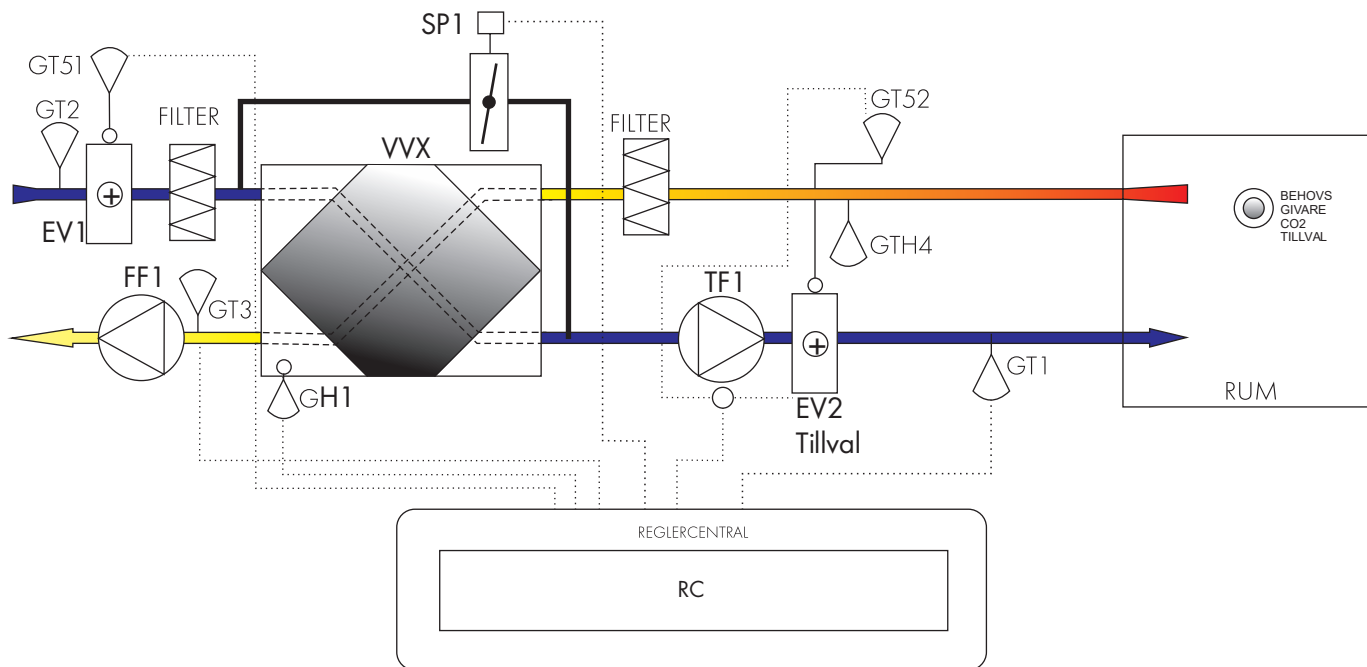 SP1
GT51
GT2
FILTER
EV1
VVX
FILTER
GT52
GTH4
BEHOVS
GIVARE
CO2
TILLVAL
FF1
GT3
GH1
TF1
EV2
Tillval
GT1
RUM
REGLERCENTRAL
RC